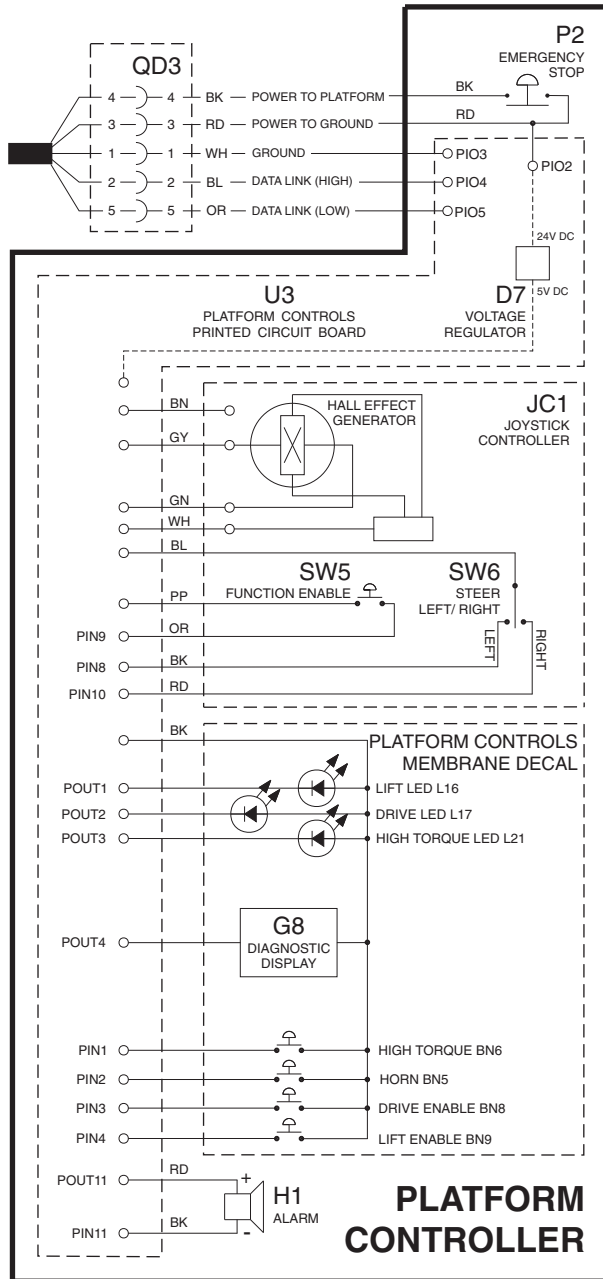 P2
EMERGENCY
STOP
QD3
4 4 BK POWER TO PLATFORM BK
3 3 RD POWER TO GROUND RD
1 1 WH GROUND PIO3
2 2 BL DATA LINK (HIGH) PIO4
5 5 OR DATA LINK (LOW) PIO5
PIO2
24V DC
5V DC
U3
PLATFORM CONTROLS
PRINTED CIRCUIT BOARD
D7
VOLTAGE
REGULATOR
BN
GY
GN
WH
BL
HALL EFFECT
GENERATOR
JC1
JOYSTICK
CONTROLLER
SW5
FUNCTION ENABLE
SW6
STEER
LEFT/ RIGHT
LEFT
RIGHT
PP
PIN9 OR
PIN8 BK
PIN10 RD
BK
PLATFORM CONTROLS
MEMBRANE DECAL
POUT1 LIFT LED L16
POUT2 DRIVE LED L17
POUT3 HIGH TORQUE LED L21
POUT4
G8
DIAGNOSTIC
DISPLAY
PIN1 HIGH TORQUE BN6
PIN2 HORN BN5
PIN3 DRIVE ENABLE BN8
PIN4 LIFT ENABLE BN9
POUT11 RD
+
H1
ALARM
-
PIN11 BK
PLATFORM
CONTROLLER